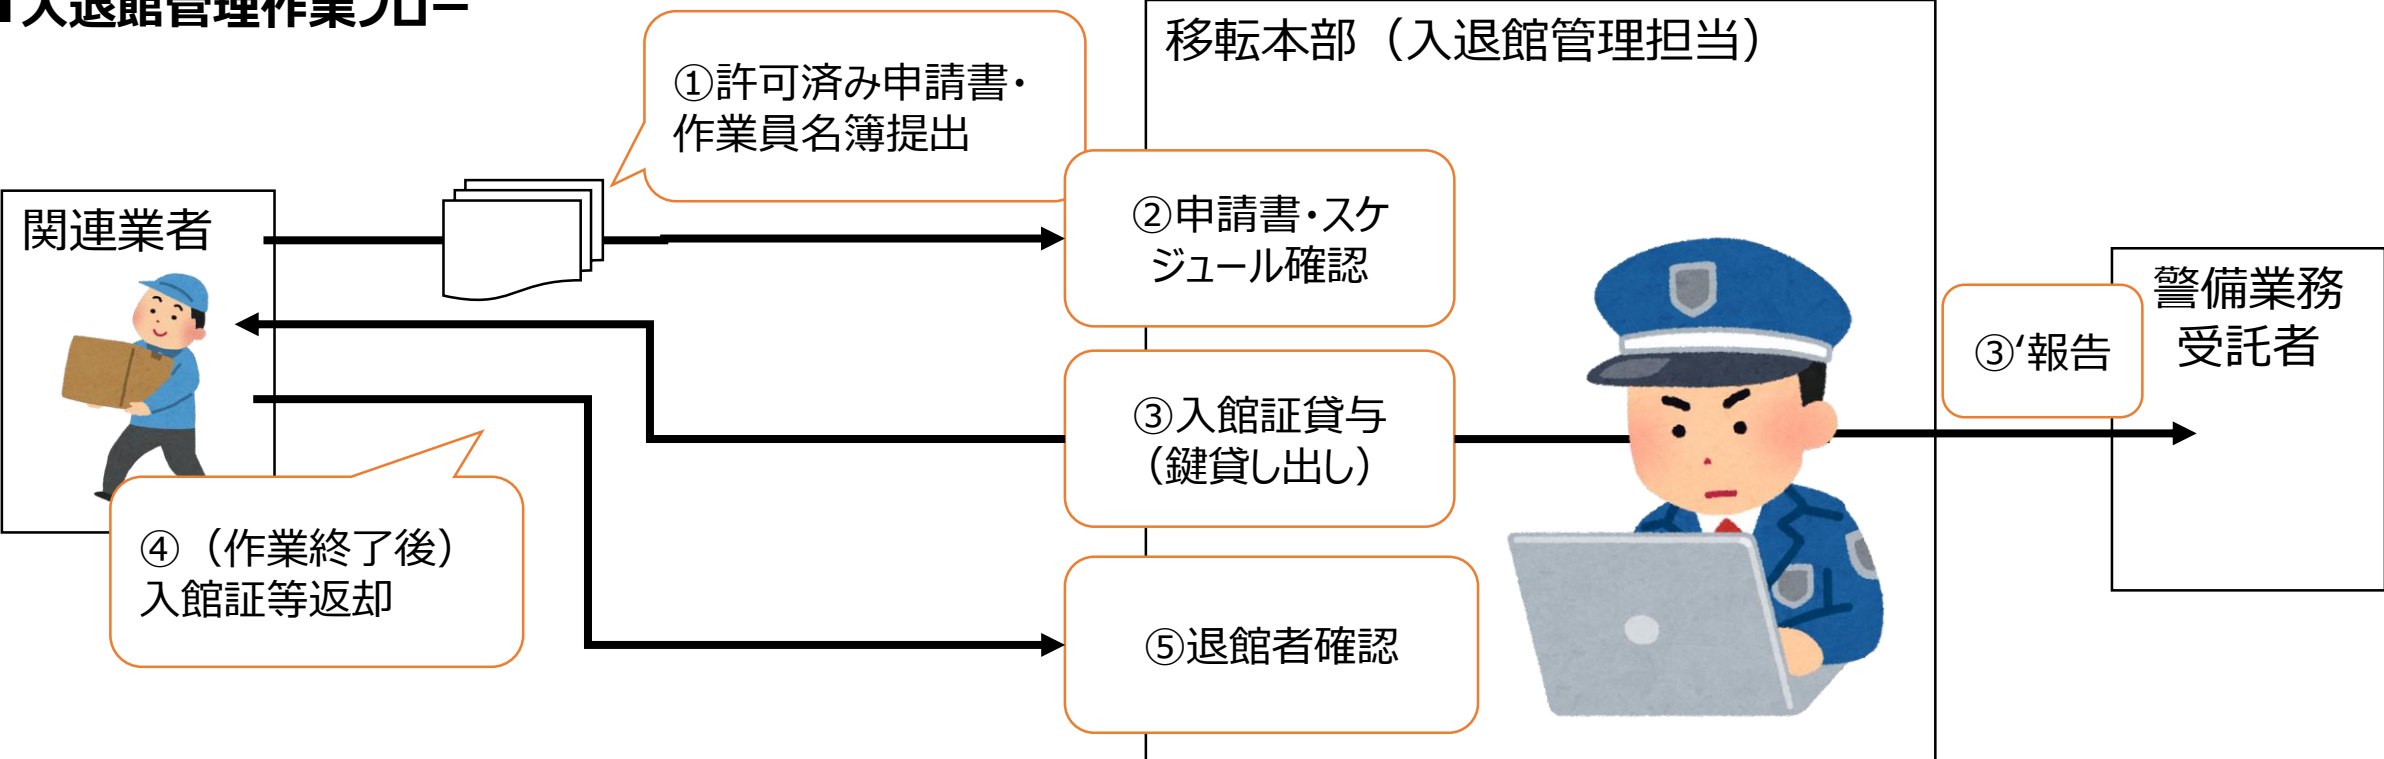 入退館管理作業フロー
移転本部（入退館管理担当）
①許可済み申請書・
作業員名簿提出
関連業者
②申請書・スケ
ジュール確認
③入館証貸与
（鍵貸し出し）
③‘報告
警備業務
受託者
④（作業終了後）
入館証等返却
⑤退館者確認